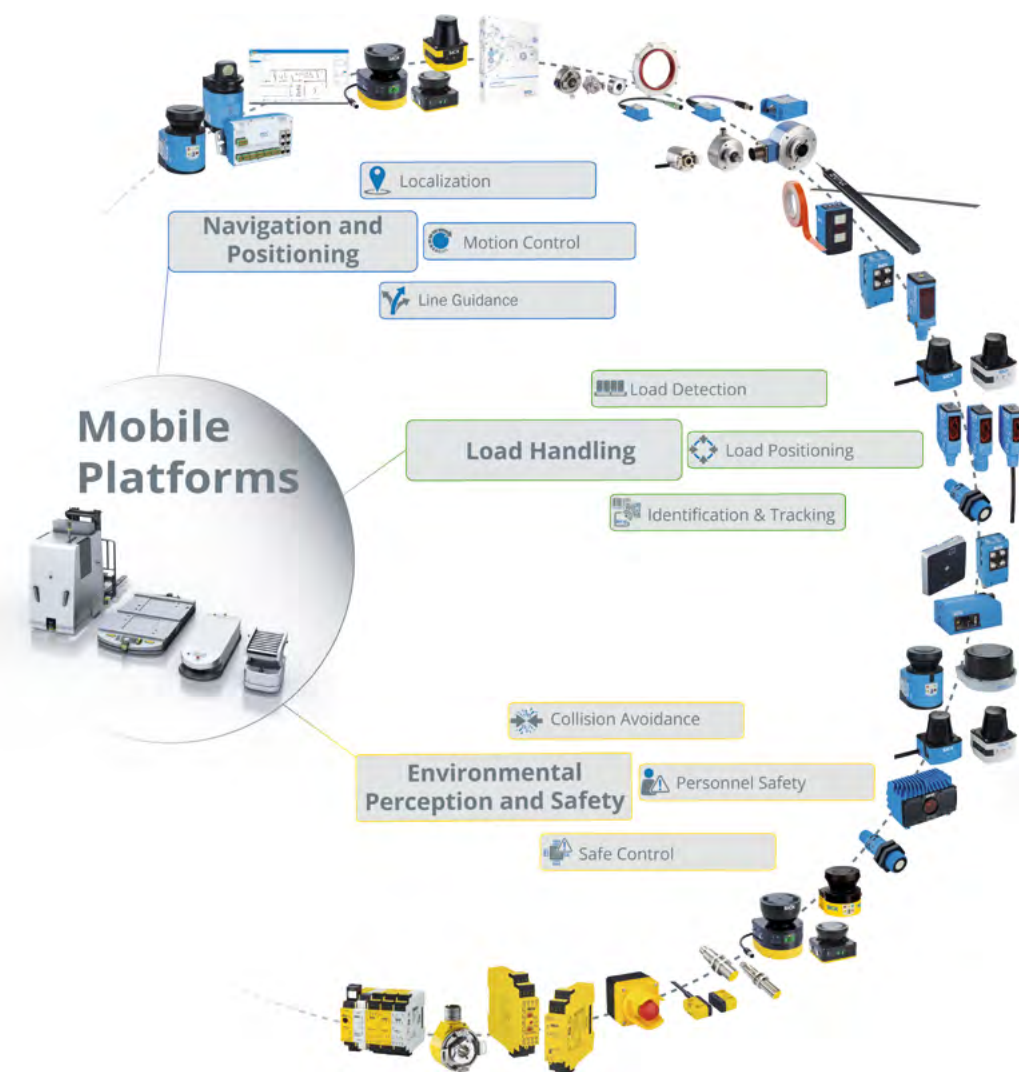 Localization
Navigation and
Positioning
Motion Control
Line Guidance
Mobile
Platforms
Load Detection
Load Handling
Load Positioning
Identification & Tracking
Collision Avoidance
Environmental
Perception and Safety
Personnel Safety
Safe Control